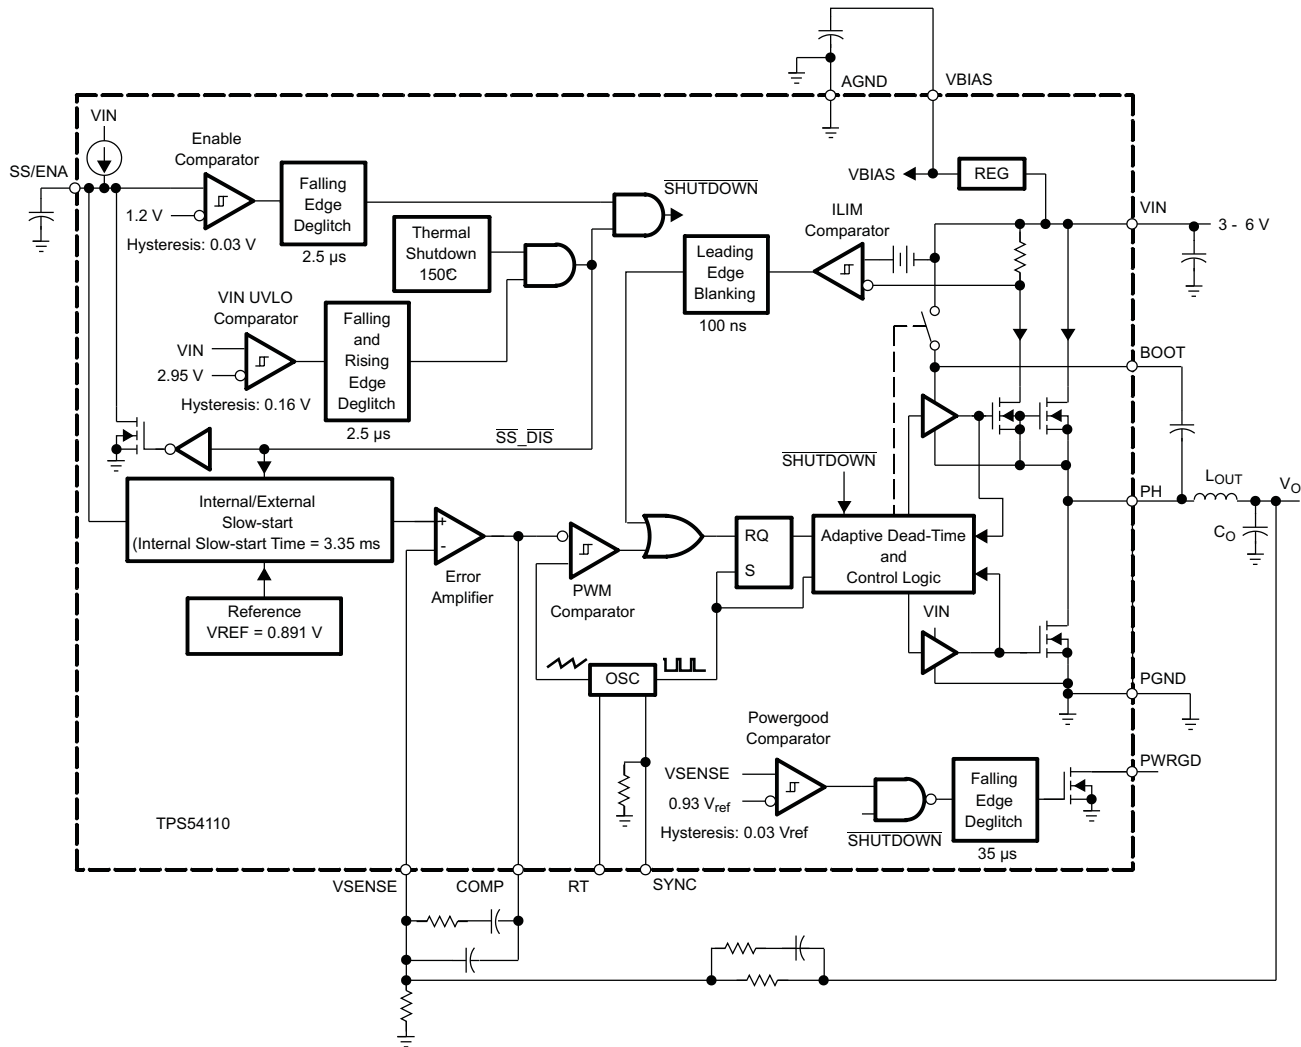 AGND
VBIAS
VIN
Enable
Comparator
SS/ENA
1.2 V
Hysteresis: 0.03 V
Falling
Edge
Deglitch
2.5 µs
SHUTDOWN
VBIAS
REG
VIN
3 - 6 V
ILIM
Comparator
Thermal
Shutdown
150°C
Leading
Edge
Blanking
100 ns
VIN UVLO
Comparator
VIN
2.95 V
Hysteresis: 0.16 V
Falling
and
Rising
Edge
Deglitch
2.5 µs
BOOT
SS_DIS
SHUTDOWN
PH
LOUT
VO
CO
Internal/External
Slow-start
(Internal Slow-start Time = 3.35 ms
+
-
Error
Amplifier
PWM
Comparator
RQ
S
Adaptive Dead-Time
and
Control Logic
Reference
VREF = 0.891 V
VIN
OSC
PGND
Powergood
Comparator
VSENSE
0.93 Vref
Hysteresis: 0.03 Vref
SHUTDOWN
Falling
Edge
Deglitch
35 µs
PWRGD
TPS54110
VSENSE
COMP
RT
SYNC